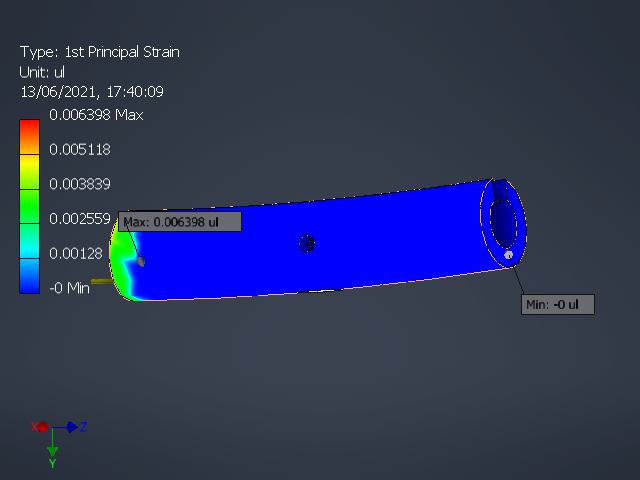 Type: 1st Principal Strain
Unit: ul
13/06/2021, 17:40:09
0.006398 Max
0.005118
0.003839
0.002559
0.00128
-0 Min
Max: 0.006398 ul
Min: -0 ul
X
Z
Y